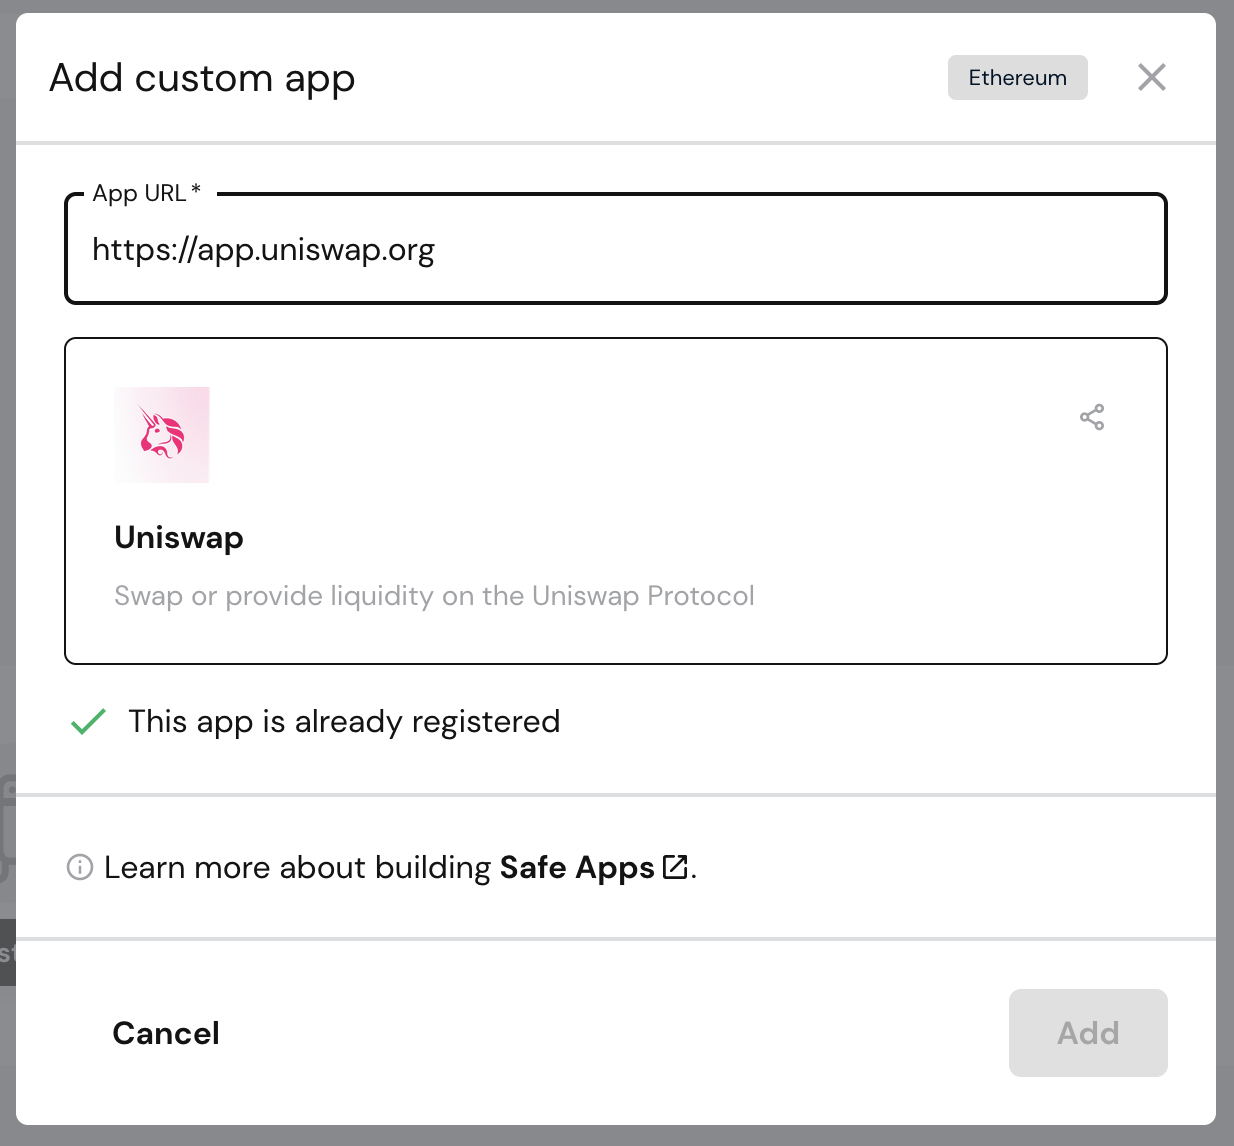 Add custom app
Ethereum
App URL*
https://app.uniswap.org
Uniswap
Swap or provide liquidity on the Uniswap Protocol
This app is already registered
Learn more about building Safe Apps.
Cancel
Add